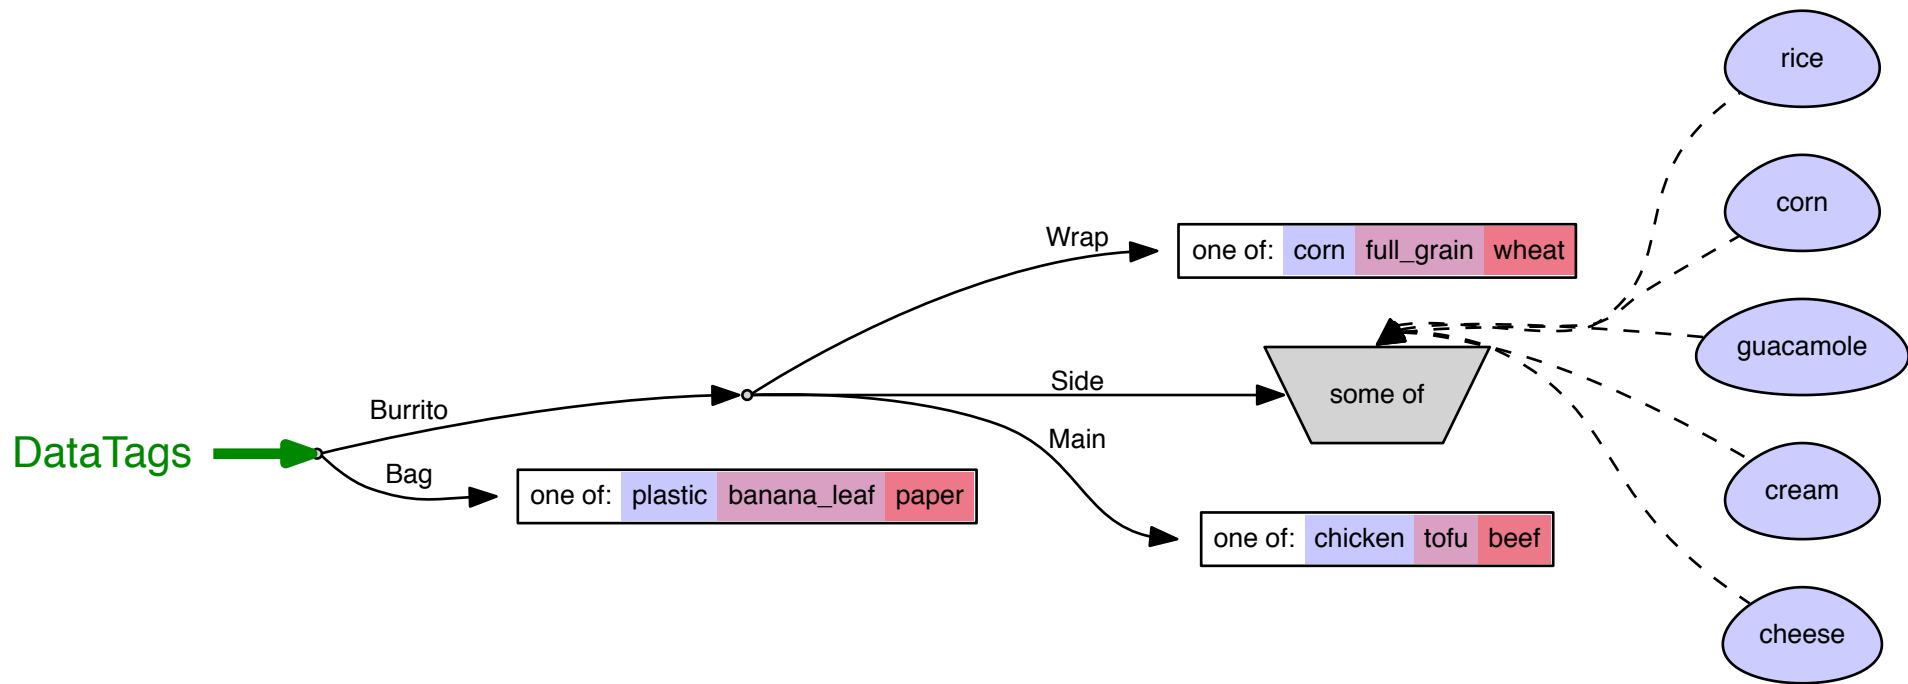 rice
corn
Wrap
one of: corn full_grain wheat
guacamole
Side
some of
Burrito
Main
DataTags
Bag
one of: plastic banana_leaf paper
cream
one of: chicken tofu beef
cheese